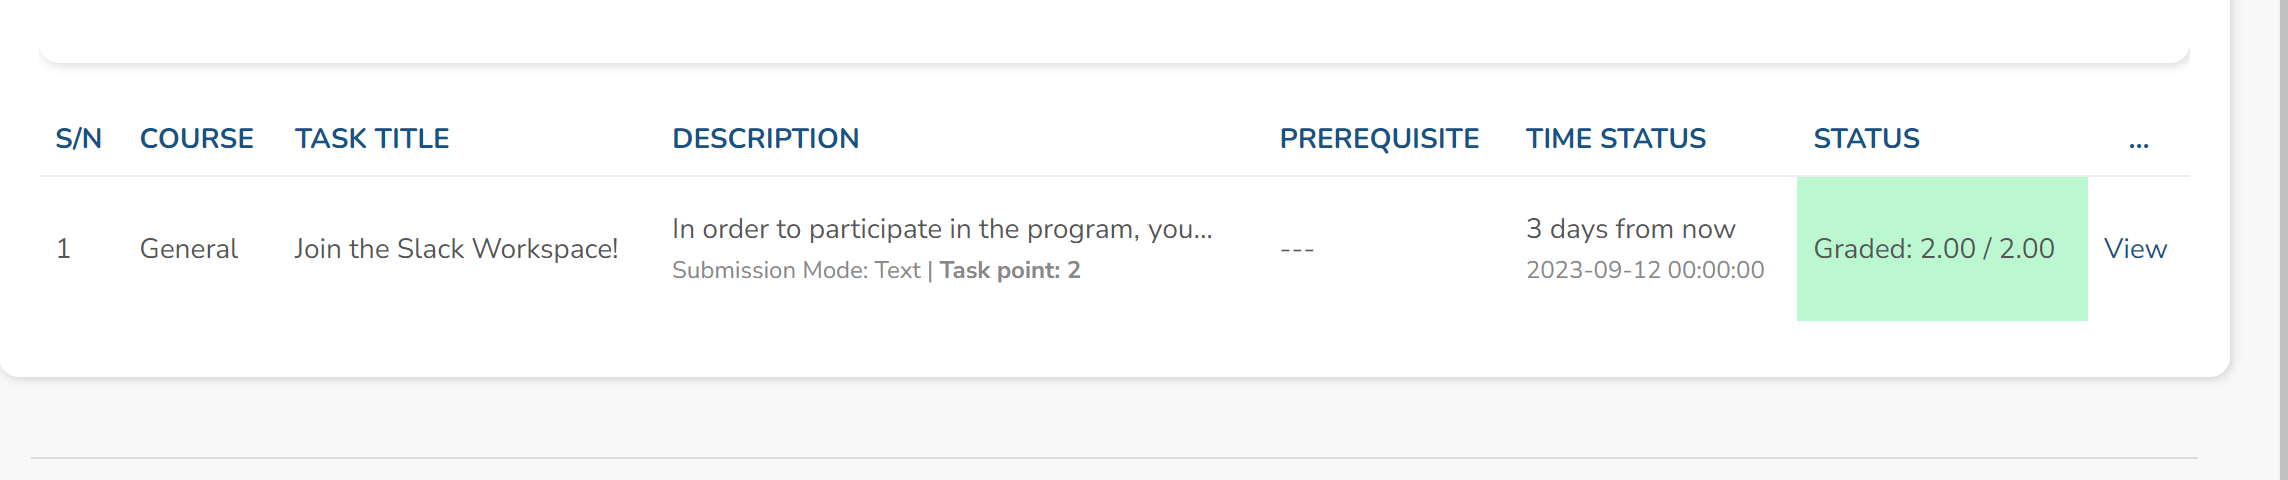 S/N COURSE TASK TITLE DESCRIPTION PREREQUISITE TIME STATUS STATUS ...
1 General Join the Slack Workspace! In order to participate in the program, you... --- 3 days from now Graded: 2.00 / 2.00 View
Submission Mode: Text | Task point: 2 2023-09-12 00:00:00